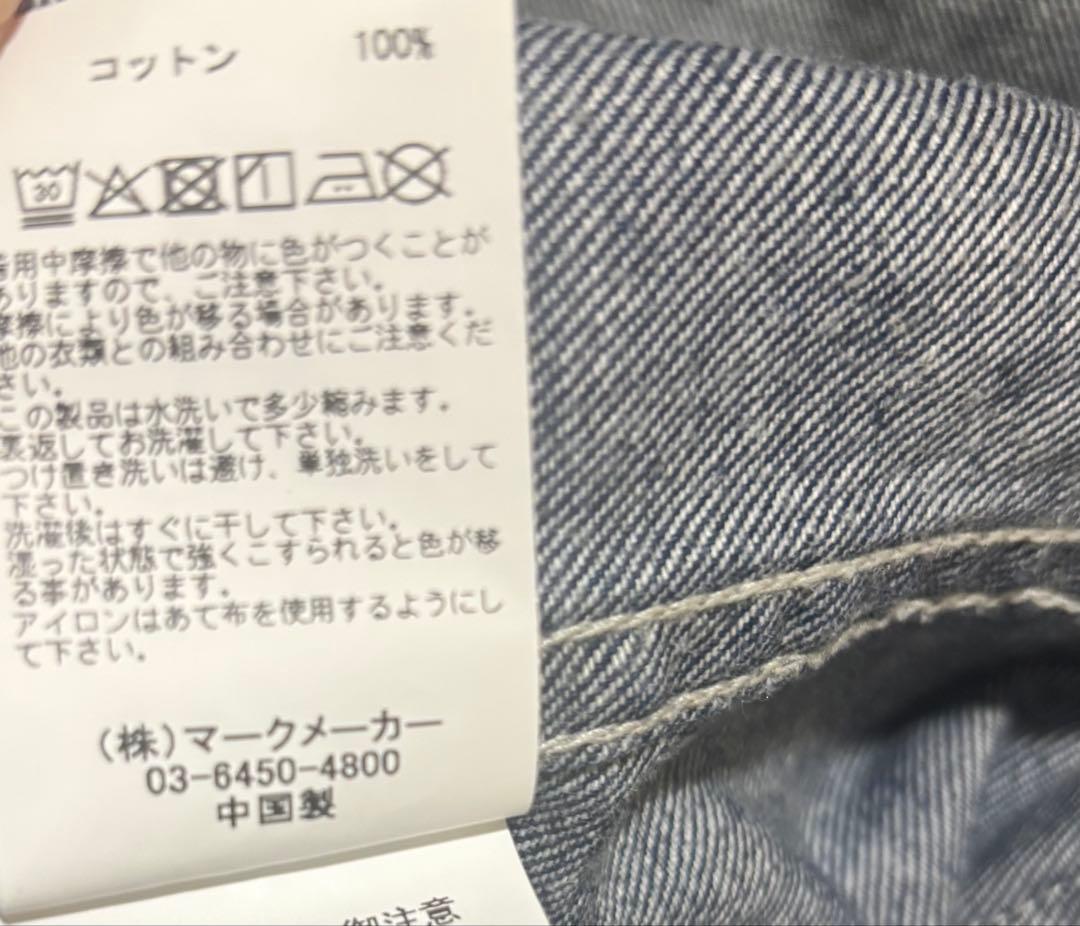 コットン 100%
30
着用中摩擦で他の物に色がつくことが
ありますので、ご注意下さい。
摩擦により色が移る場合があります。
他の衣類との組み合わせにご注意くだ
さい。
この製品は水洗いで多少縮みます。
裏返してお洗濯して下さい。
つけ置き洗いは避け、単独洗いをして
下さい。
洗濯後はすぐに干して下さい。
湿った状態で強くこすられると色が移
る事があります。
アイロンはあて布を使用するようにし
て下さい。
(株)マークメーカー
03-6450-4800
中国製
御注意